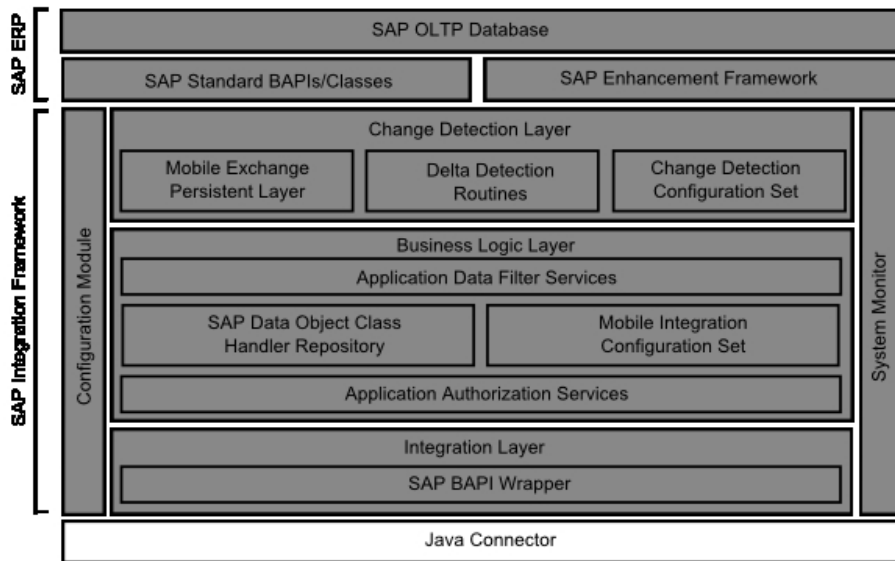 SAP ERP
SAP OLTP Database
SAP Standard BAPIs/Classes
SAP Enhancement Framework
SAP Integration Framework
Configuration Module
Change Detection Layer
Mobile Exchange
Persistent Layer
Delta Detection
Routines
Change Detection
Configuration Set
Business Logic Layer
Application Data Filter Services
SAP Data Object Class
Handler Repository
Mobile Integration
Configuration Set
Application Authorization Services
Integration Layer
SAP BAPI Wrapper
System Monitor
Java Connector